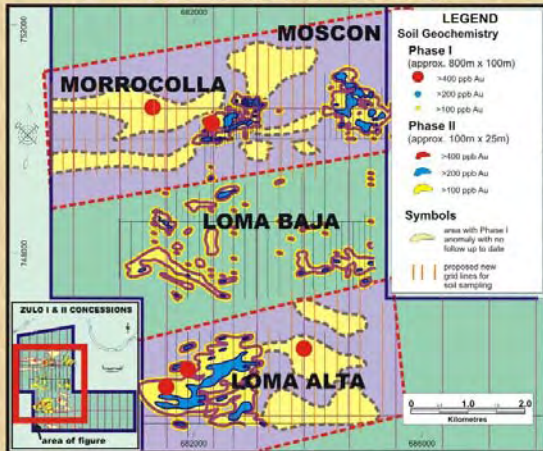 682000
752000
MOSCON
MORROCOLLA
LOMA BAJA
748000
LOMA ALTA
682000
686000
LEGEND
Soil Geochemistry
Phase I
(approx. 800m x 100m)
>400 ppb Au
>200 ppb Au
>100 ppb Au
Phase II
(approx. 100m x 25m)
>400 ppb Au
>200 ppb Au
>100 ppb Au
Symbols
area with Phase I
anomaly with no
follow up to date
proposed new
grid lines for
soil sampling
0 1.0 2.0
Kilometres
ZULO I & II CONCESSIONS
area of figure